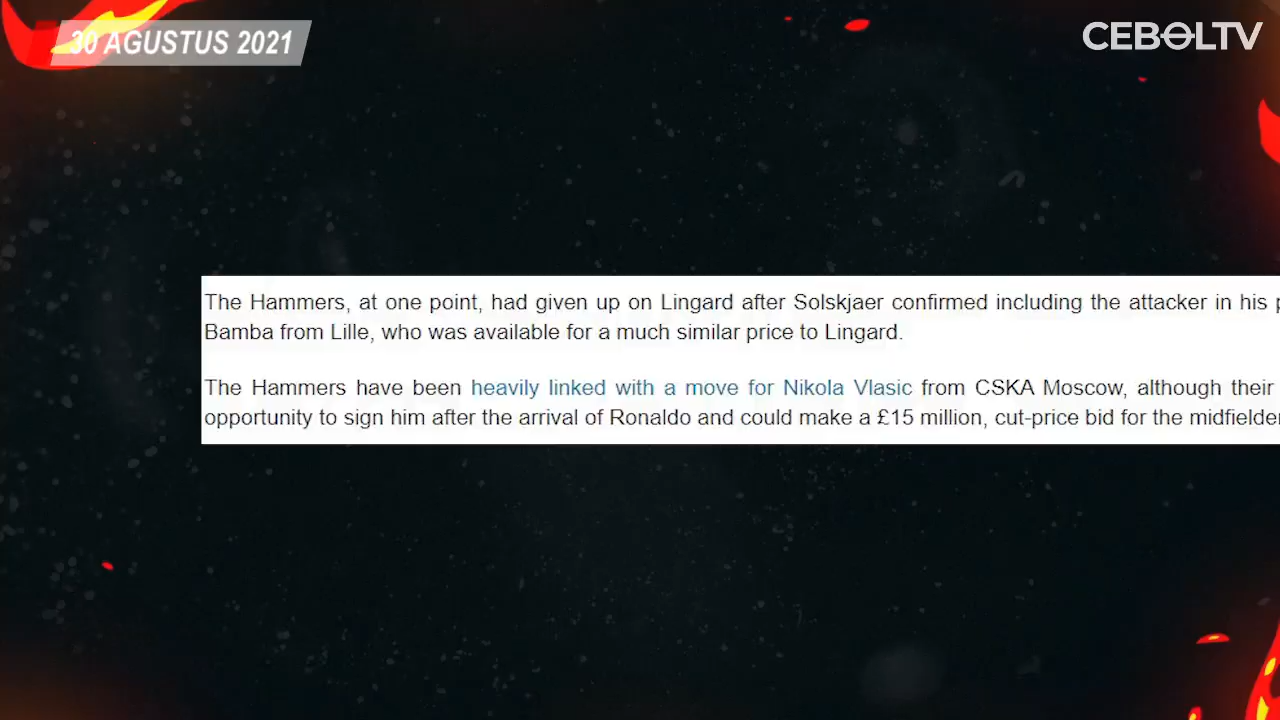 30 AGUSTUS 2021
CEBOLTV
The Hammers, at one point, had given up on Lingard after Solskjaer confirmed including the attacker in his
Bamba from Lille, who was available for a much similar price to Lingard.
The Hammers have been heavily linked with a move for Nikola Vlasic from CSKA Moscow, although their
opportunity to sign him after the arrival of Ronaldo and could make a £15 million, cut-price bid for the midfielder